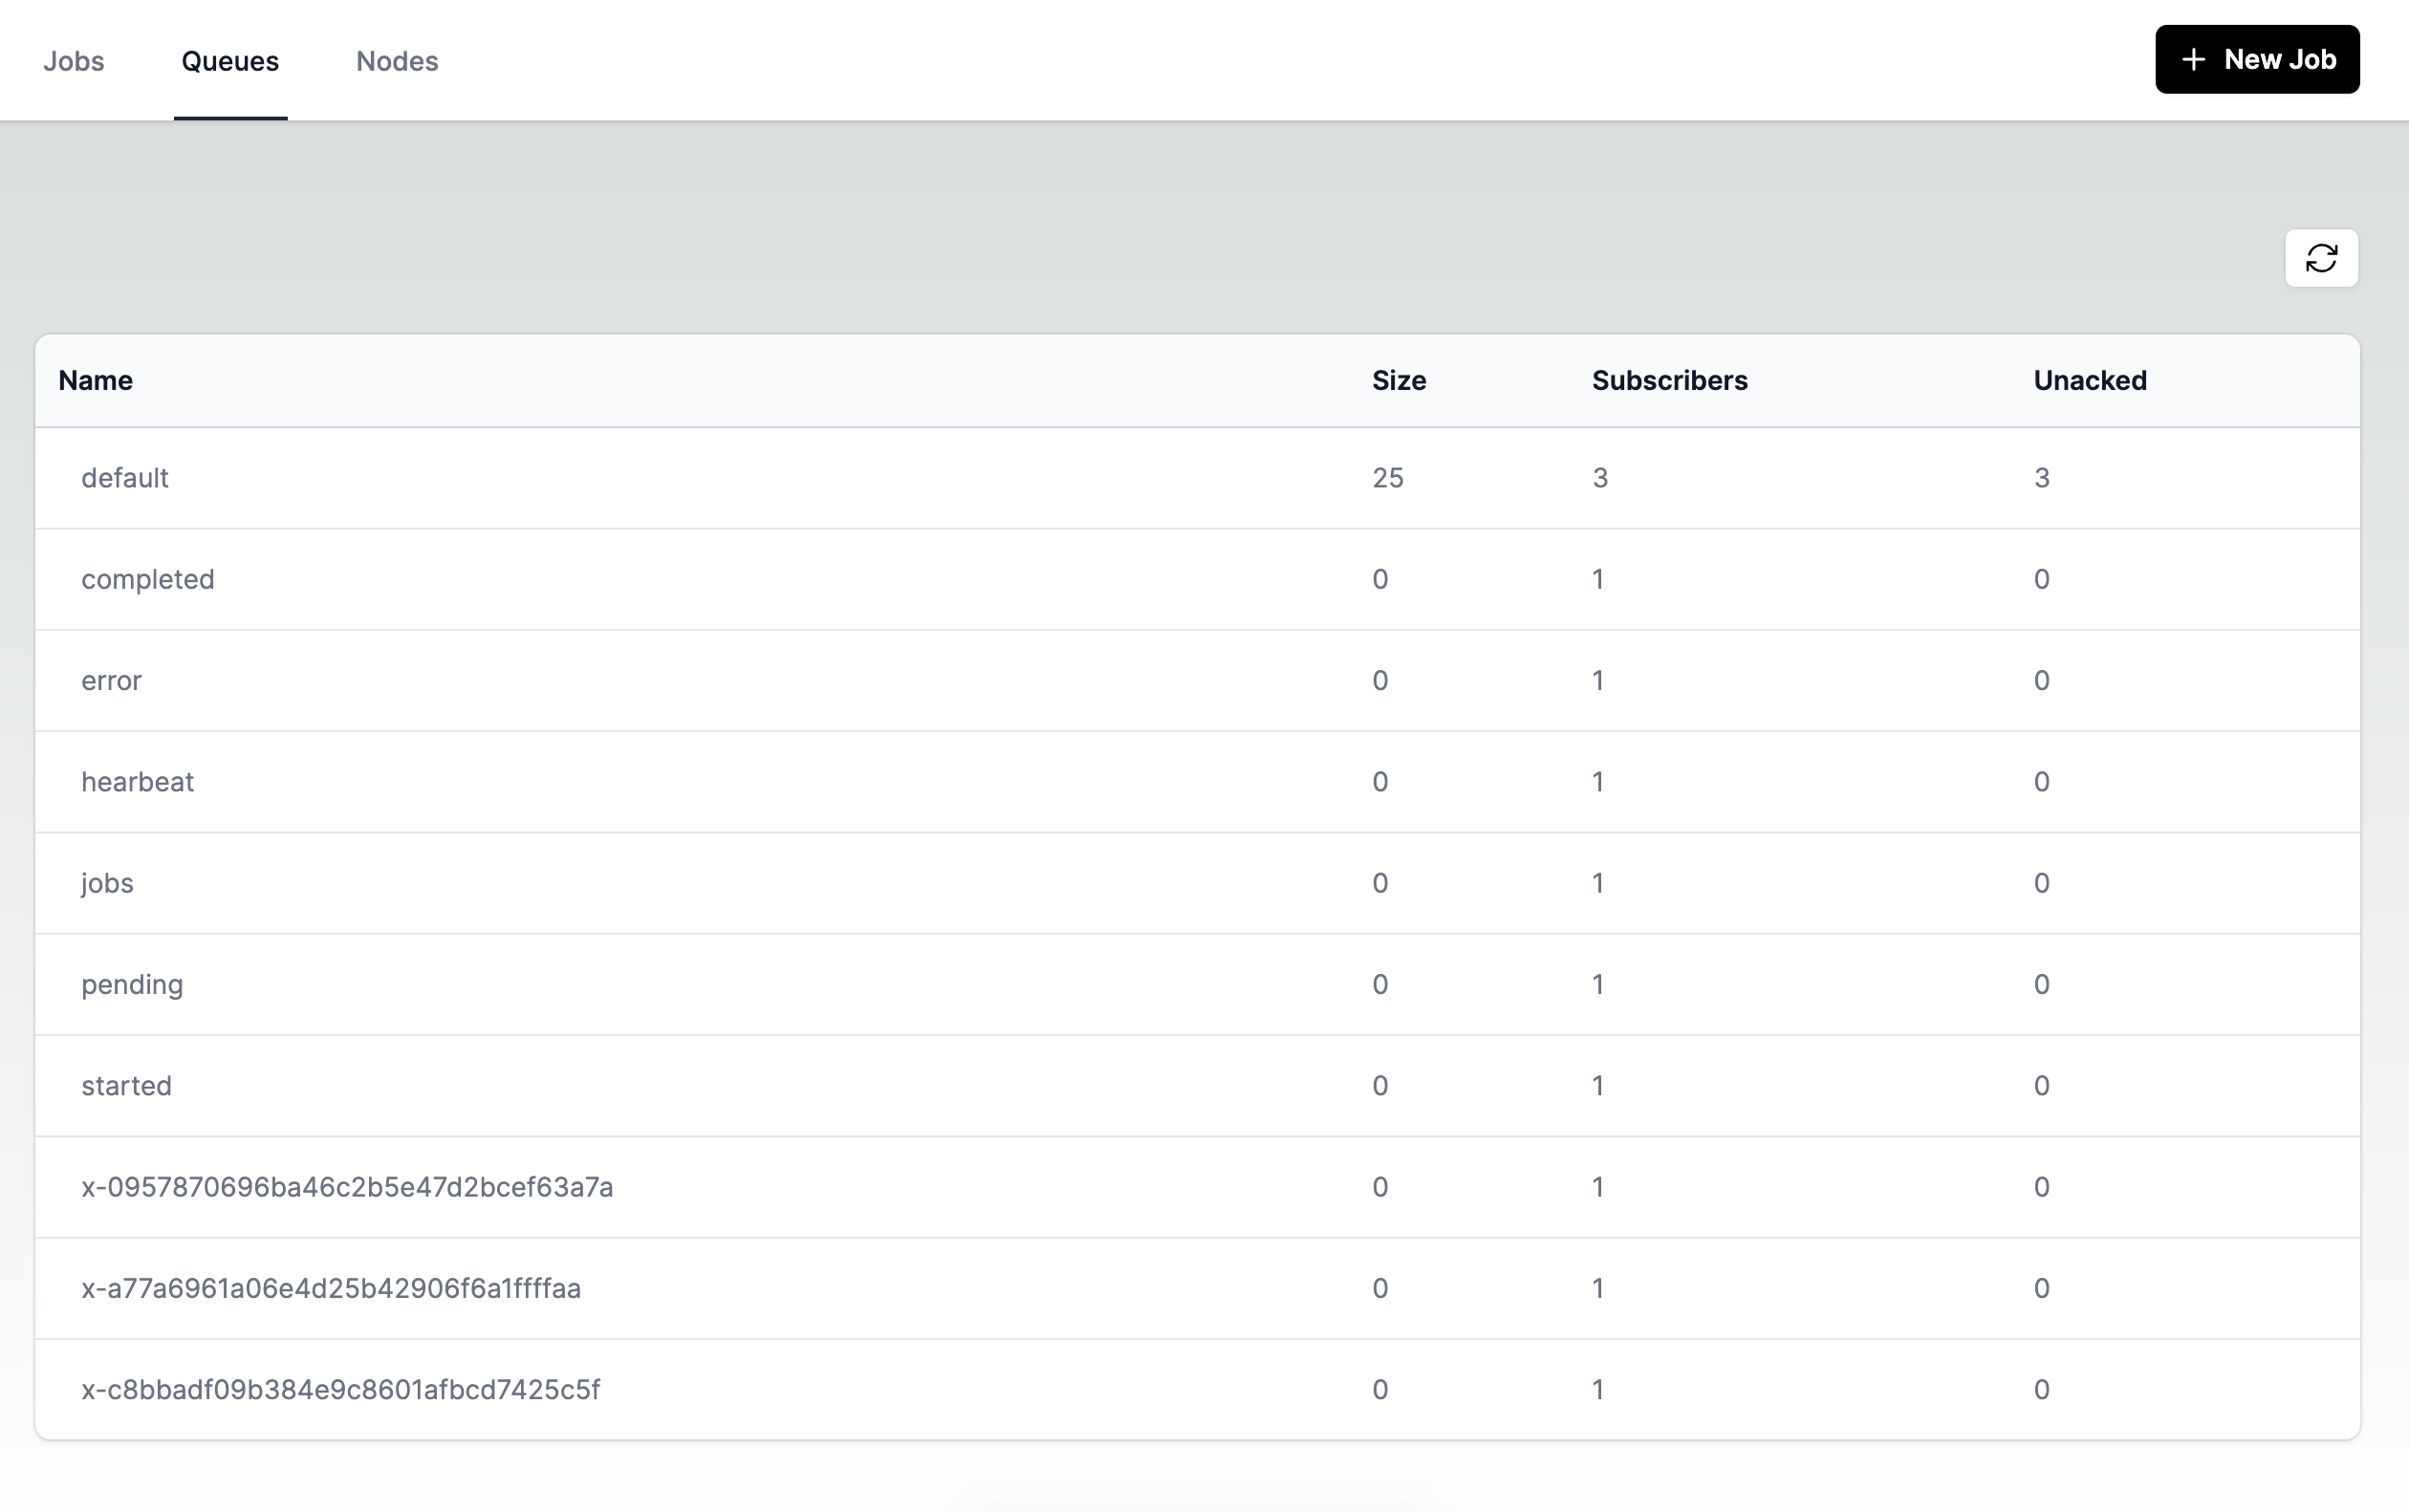 Jobs Queues Nodes New Job
Name Size Subscribers Unacked
default 25 3 3
completed 0 1 0
error 0 1 0
hearbeat 0 1 0
jobs 0 1 0
pending 0 1 0
started 0 1 0
x-0957870696ba46c2b5e47d2bcef63a7a 0 1 0
x-a77a6961a06e4d25b42906f6a1ffffaa 0 1 0
x-c8bbadf09b384e9c8601afbcd7425c5f 0 1 0